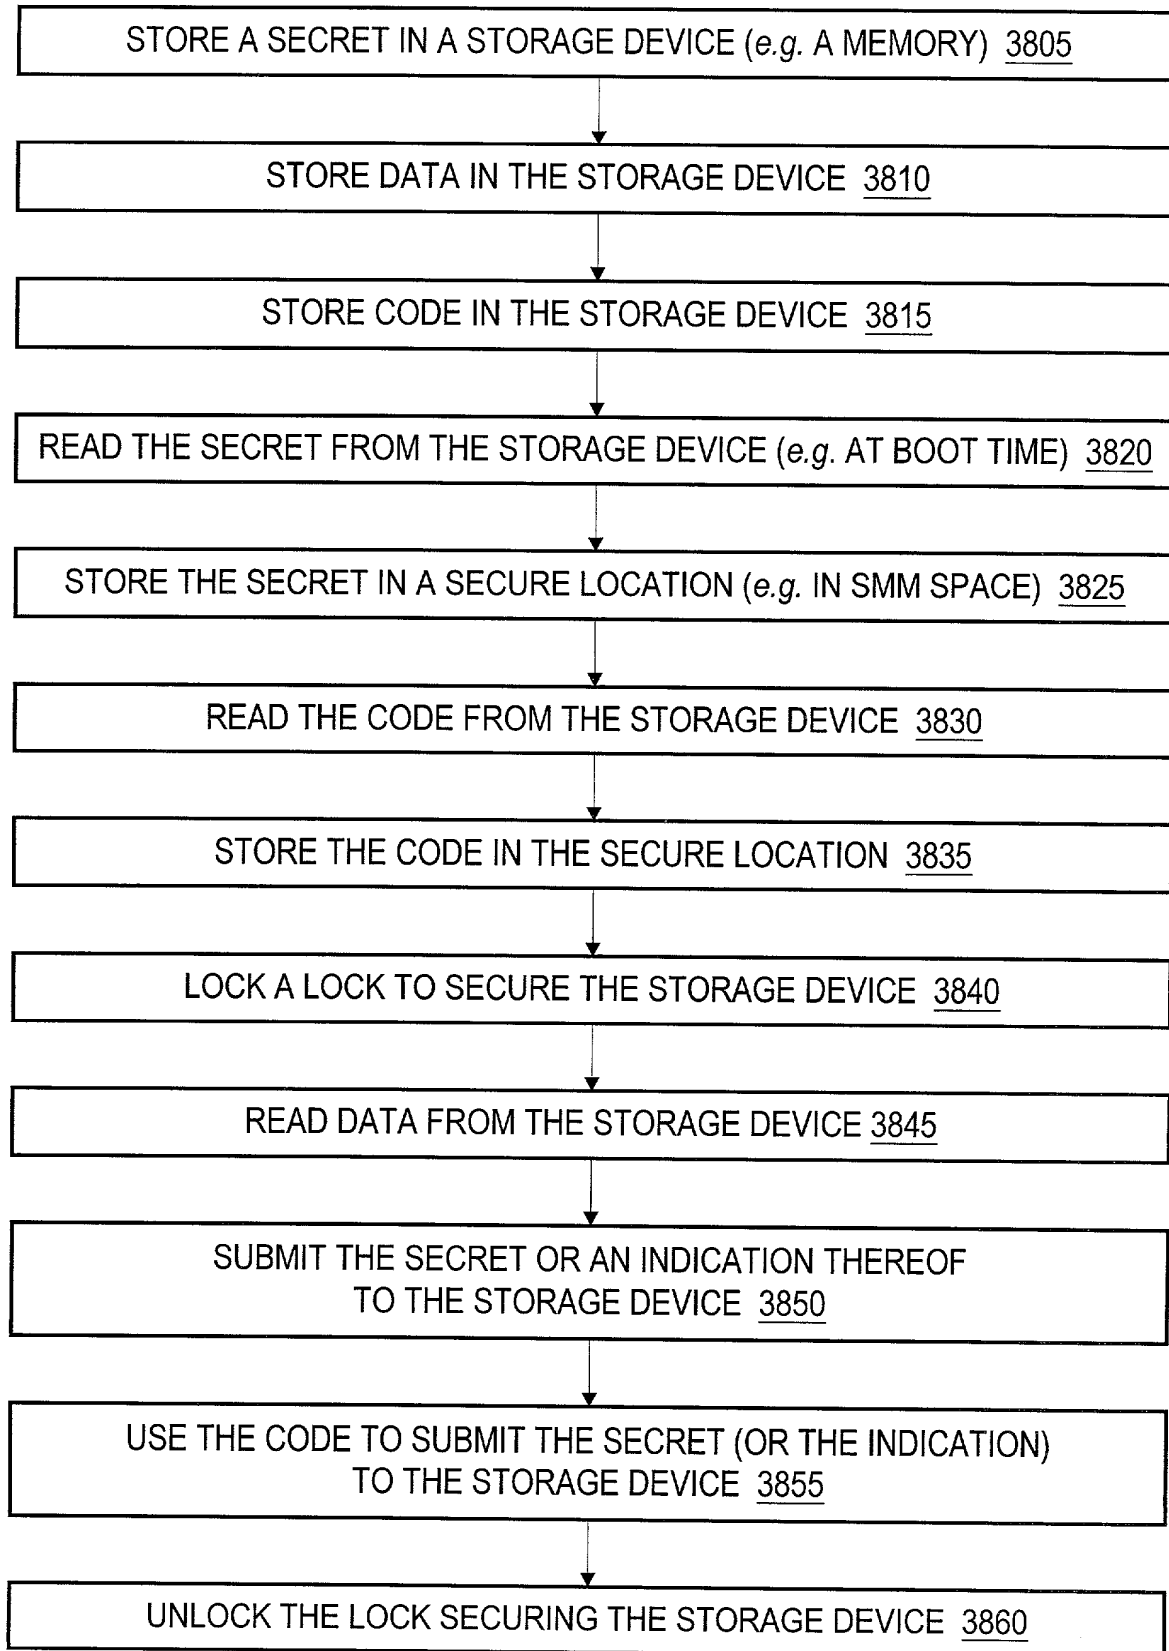 STORE A SECRET IN A STORAGE DEVICE (e.g. A MEMORY) 3805
STORE DATA IN THE STORAGE DEVICE 3810
STORE CODE IN THE STORAGE DEVICE 3815
READ THE SECRET FROM THE STORAGE DEVICE (e.g. AT BOOT TIME) 3820
STORE THE SECRET IN A SECURE LOCATION (e.g. IN SMM SPACE) 3825
READ THE CODE FROM THE STORAGE DEVICE 3830
STORE THE CODE IN THE SECURE LOCATION 3835
LOCK A LOCK TO SECURE THE STORAGE DEVICE 3840
READ DATA FROM THE STORAGE DEVICE 3845
SUBMIT THE SECRET OR AN INDICATION THEREOF
TO THE STORAGE DEVICE 3850
USE THE CODE TO SUBMIT THE SECRET (OR THE INDICATION)
TO THE STORAGE DEVICE 3855
UNLOCK THE LOCK SECURING THE STORAGE DEVICE 3860